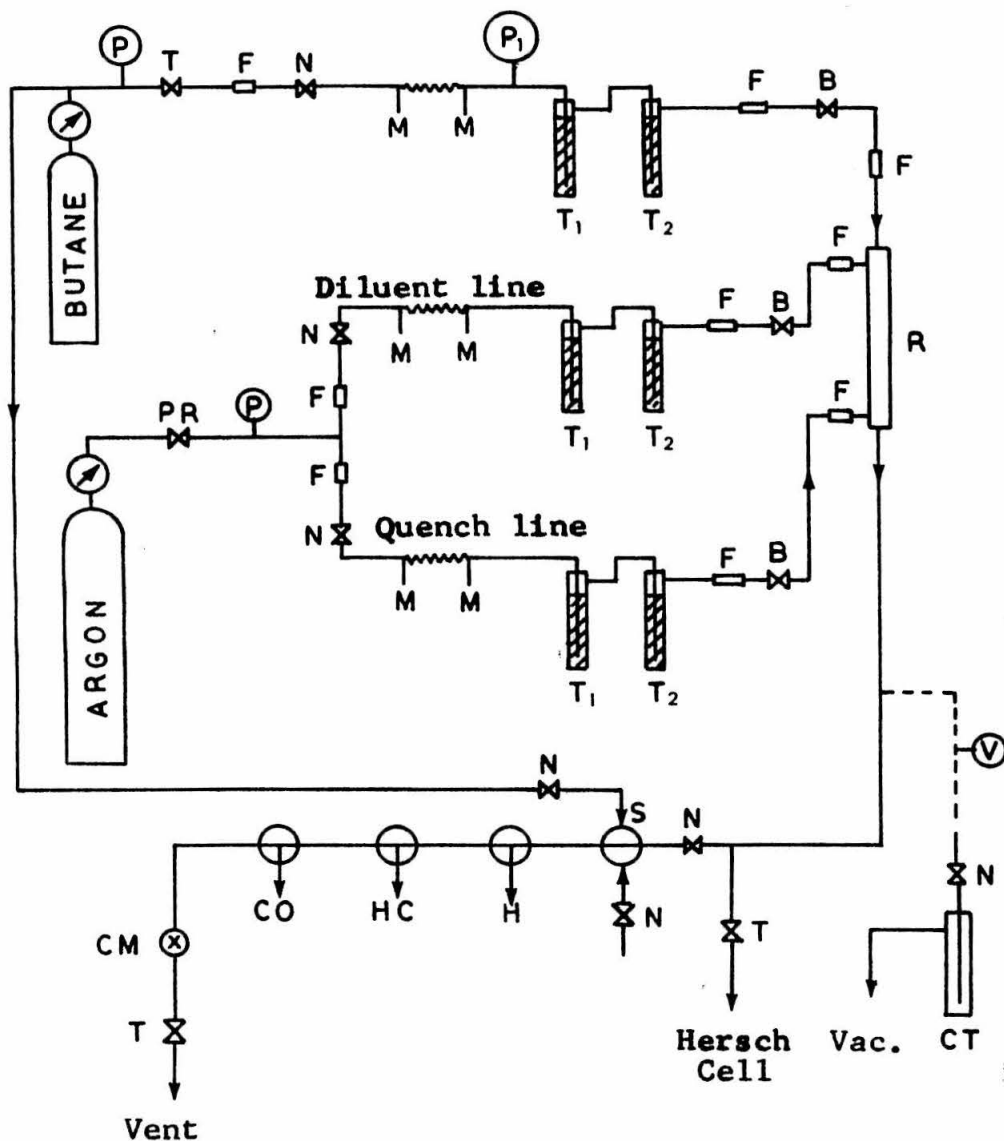 P
P₁
T
F
N
F
B
M
M
F
BUTANE
T₁
T₂
F
Diluent line
N
M
M
F
B
R
F
P
T₁
T₂
PR
F
F
N
Quench line
F
B
ARGON
M
M
T₁
T₂
V
N
S
N
N
CO
HC
H
N
T
CM
T
Hersch
Cell
Vac.
CT
Vent